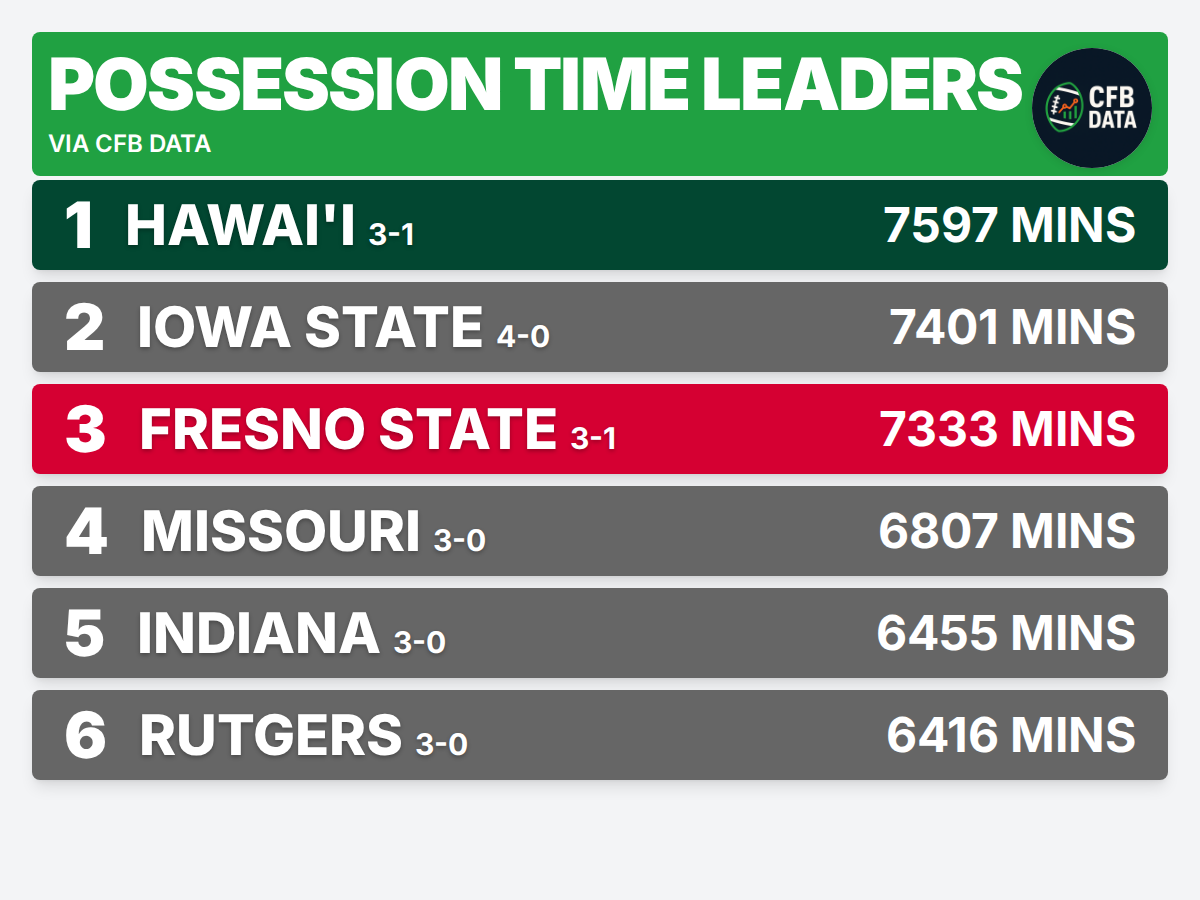 POSSESSION TIME LEADERS
VIA CFB DATA
CFB
DATA
1 HAWAI'I 3-1 7597 MINS
2 IOWA STATE 4-0 7401 MINS
3 FRESNO STATE 3-1 7333 MINS
4 MISSOURI 3-0 6807 MINS
5 INDIANA 3-0 6455 MINS
6 RUTGERS 3-0 6416 MINS